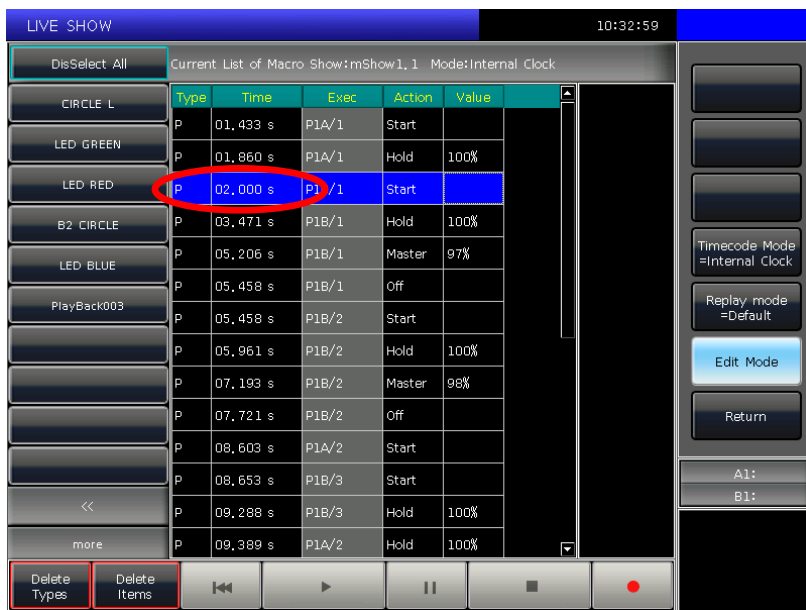 LIVE SHOW 10:32:59
DisSelect All
Current List of Macro Show:mShow1.1 Mode:Internal Clock
CIRCLE L
LED GREEN
LED RED
B2 CIRCLE
LED BLUE
PlayBack003
<<
more
Type Time Exec Action Value
P 01.433 s P1A/1 Start
P 01.860 s P1A/1 Hold 100%
P 02.000 s P1 /1 Start
P 03.471 s P1B/1 Hold 100%
P 05.206 s P1B/1 Master 97%
P 05.458 s P1B/1 Off
P 05.458 s P1B/2 Start
P 05.961 s P1B/2 Hold 100%
P 07.193 s P1B/2 Master 98%
P 07.721 s P1B/2 Off
P 08.603 s P1A/2 Start
P 08.653 s P1B/3 Start
P 09.288 s P1B/3 Hold 100%
P 09.389 s P1A/2 Hold 100%
Timecode Mode
=Internal Clock
Replay mode
=Default
Edit Mode
Return
A1:
B1:
Delete
Types
Delete
Items